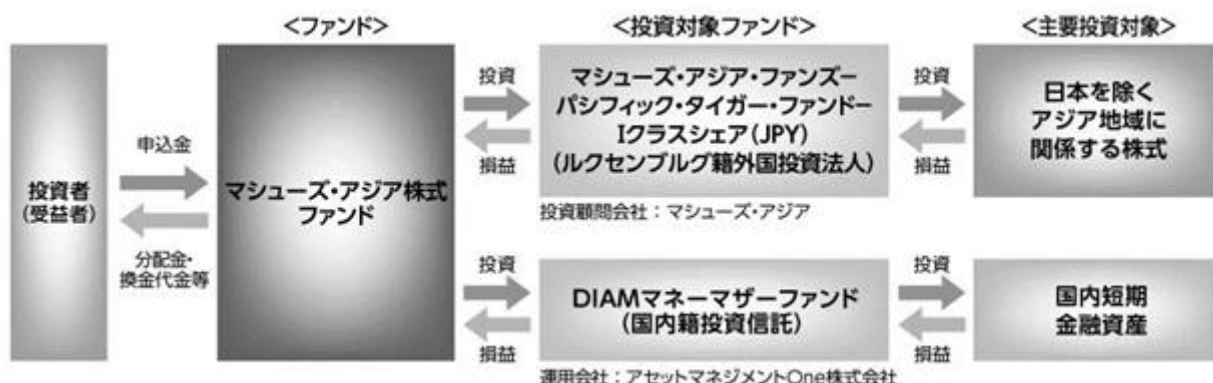 <ファンド>
<投資対象ファンド>
<主要投資対象>
投資者
(受益者)
申込金
分配金・
換金代金等
マシューズ・アジア株式
ファンド
投資
損益
マシューズ・アジア・ファンズー
パシフィック・タイガー・ファンドー
Iクラスシェア(JPY)
(ルクセンブルグ籍外国投資法人)
投資顧問会社：マシューズ・アジア
投資
損益
日本を除く
アジア地域に
関係する株式
投資
損益
DIAMマネーマザーファンド
(国内籍投資信託)
運用会社：アセットマネジメントOne株式会社
投資
損益
国内短期
金融資産